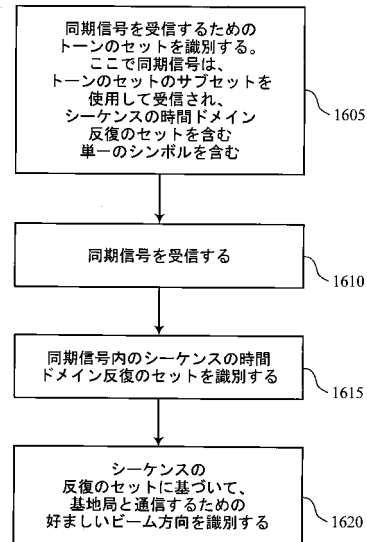 同期信号を受信するための
トーンのセットを識別する。
ここで同期信号は、
トーンのセットのサブセットを
使用して受信され、
シーケンスの時間ドメイン
反復のセットを含む
単一のシンボルを含む
1605
同期信号を受信する
1610
同期信号内のシーケンスの時間
ドメイン反復のセットを識別する
1615
シーケンスの
反復のセットに基づいて、
基地局と通信するための
好ましいビーム方向を識別する
1620